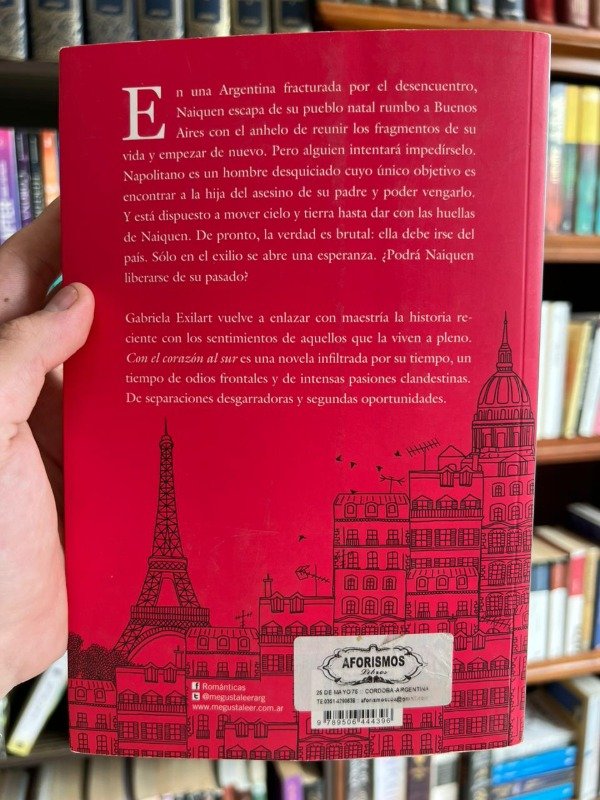 En una Argentina fracturada por el desencuentro,
Naiquen escapa de su pueblo natal rumbo a Buenos
Aires con el anhelo de reunir los fragmentos de su
vida y empezar de nuevo. Pero alguien intentará impedírselo.
Napolitano es un hombre desquiciado cuyo único objetivo es
encontrar a la hija del asesino de su padre y poder vengarlo.
Y está dispuesto a mover cielo y tierra hasta dar con las huellas
de Naiquen. De pronto, la verdad es brutal: ella debe irse del
país. Sólo en el exilio se abre una esperanza. ¿Podrá Naiquen
liberarse de su pasado?
Gabriela Exilart vuelve a enlazar con maestría la historia re-
ciente con los sentimientos de aquellos que la viven a pleno.
Con el corazón al sur es una novela infiltrada por su tiempo, un
tiempo de odios frontales y de intensas pasiones clandestinas.
De separaciones desgarradoras y segundas oportunidades.
f Románticas
@megustaleerarg
www.megustaleer.com.ar
AFORISMOS
Libros
25 DE MAYO 75 : CORDOBA-ARGENTINA
9789506444396